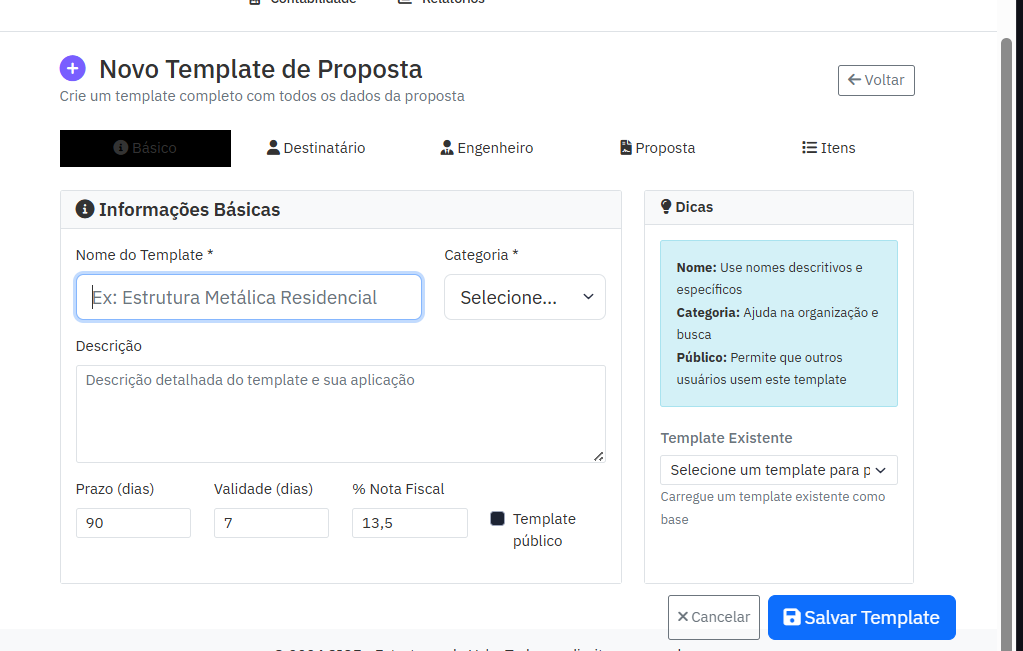 Contabilidade Relatórios
Novo Template de Proposta
Crie um template completo com todos os dados da proposta
Voltar
Básico Destinatário Engenheiro Proposta Itens
Informações Básicas
Nome do Template *
Categoria *
Ex: Estrutura Metálica Residencial
Selecione...
Descrição
Descrição detalhada do template e sua aplicação
Prazo (dias)
Validade (dias)
% Nota Fiscal
90
7
13,5
Template
público
Dicas
Nome: Use nomes descritivos e
específicos
Categoria: Ajuda na organização e
busca
Público: Permite que outros
usuários usem este template
Template Existente
Selecione um template para p
Carregue um template existente como
base
Cancelar
Salvar Template